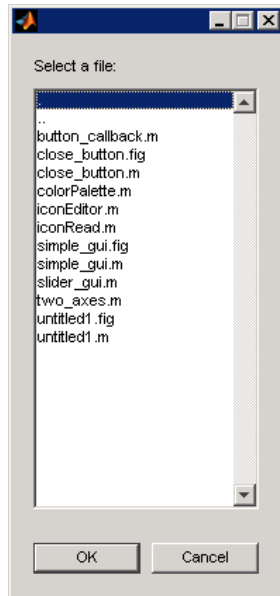 Select a file:
.
..
button_callback.m
close_button.fig
close_button.m
colorPalette.m
iconEditor.m
iconRead.m
simple_gui.fig
simple_gui.m
slider_gui.m
two_axes.m
untitled1.fig
untitled1.m
OK
Cancel